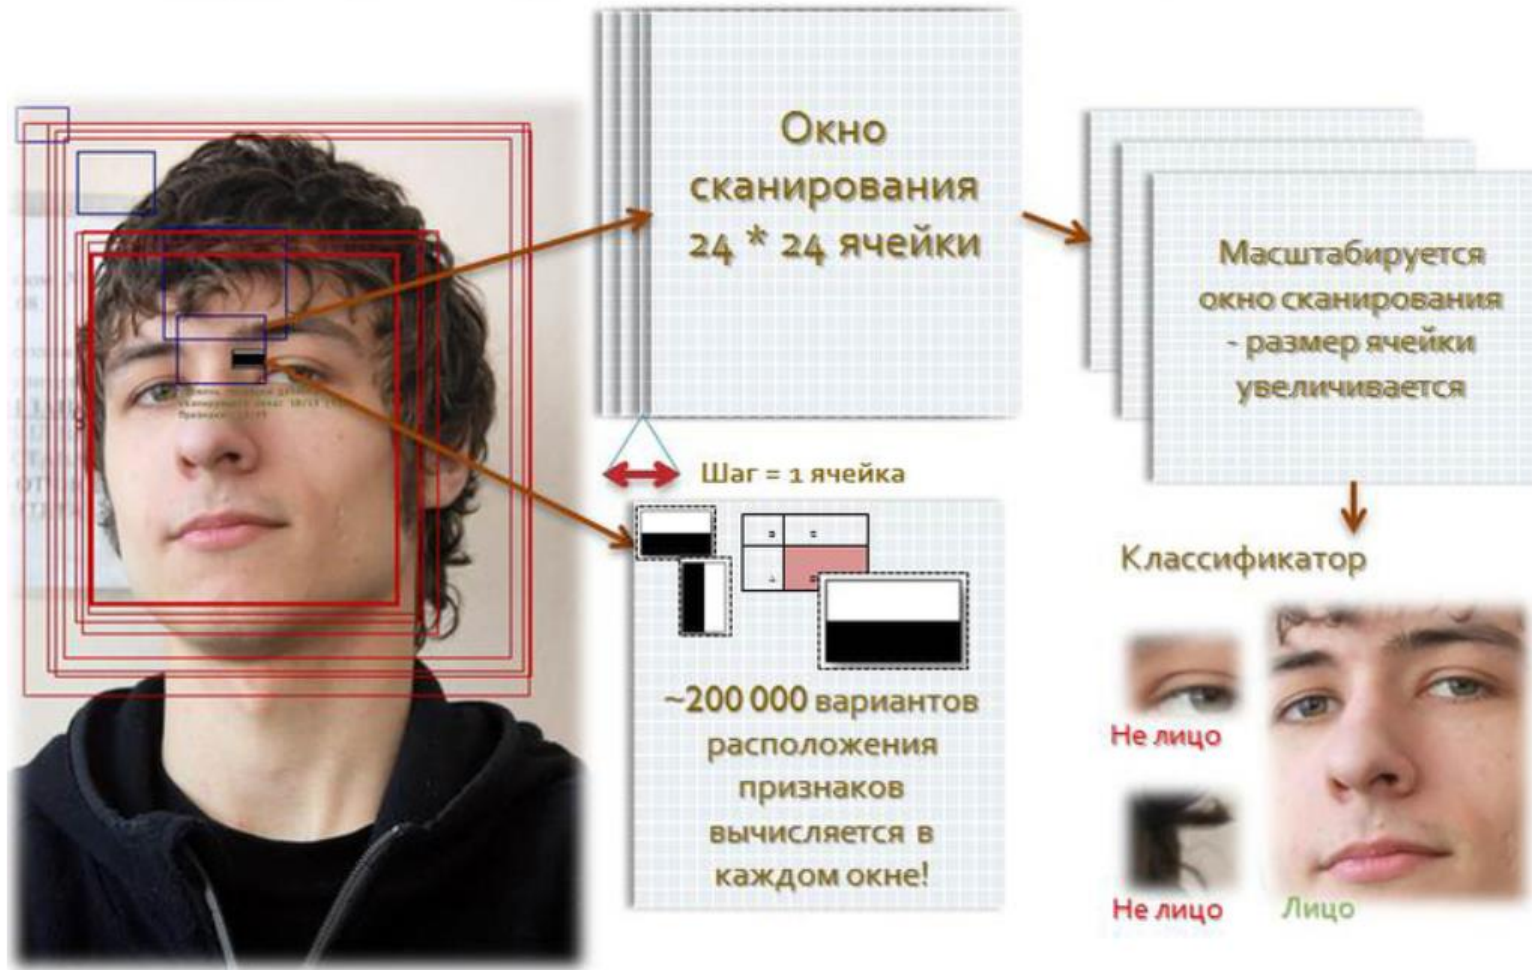 Окно
сканирования
24 * 24 ячейки
Масштабируется
окно сканирования
- размер ячейки
увеличивается
Шаг = 1 ячейка
~200 000 вариантов
расположения
признаков
вычисляется в
каждом окне!
Классификатор
Не лицо
Не лицо
Лицо